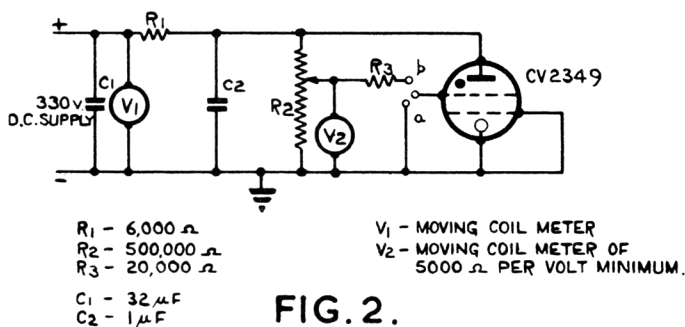 +
R1
C1
V1
330 V.
D.C. SUPPLY
C2
R2
R3
V2
b
a
CV2349
–
R1 – 6,000 Ω
R2 – 500,000 Ω
R3 – 20,000 Ω
C1 – 32 µF
C2 – 1 µF
V1 – MOVING COIL METER
V2 – MOVING COIL METER OF
5000 Ω PER VOLT MINIMUM.
FIG. 2.